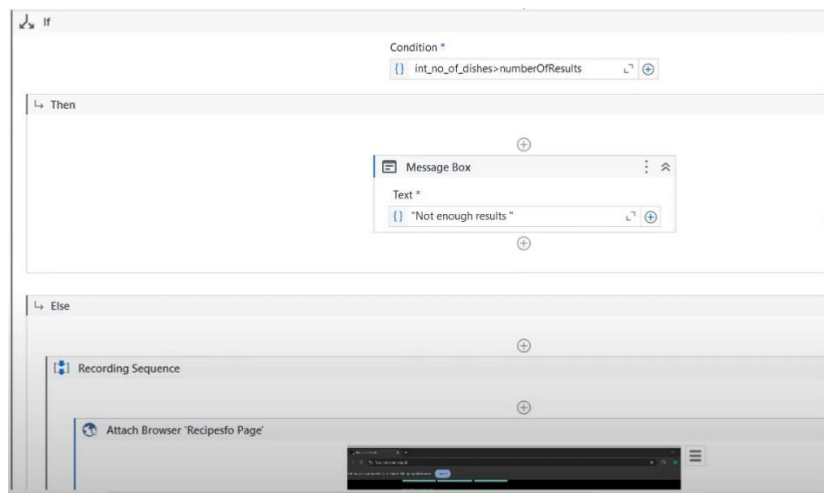 If
Condition *
{} int_no_of_dishes>numberOfResults
Then
Message Box
Text *
{} "Not enough results "
Else
Recording Sequence
Attach Browser 'Recipesfo Page'